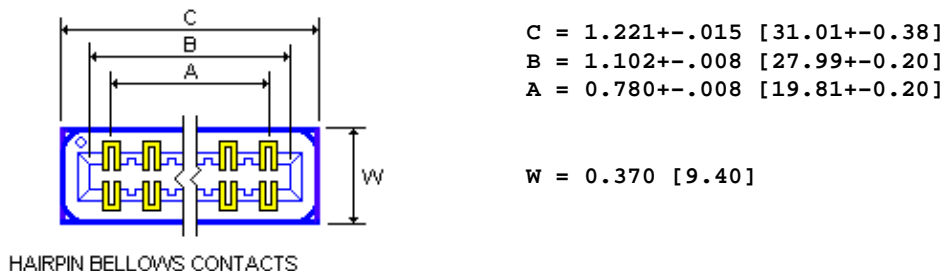 C
B
A
W
HAIRPIN BELLOWS CONTACTS
C = 1.221+-.015 [31.01+-0.38]
B = 1.102+-.008 [27.99+-0.20]
A = 0.780+-.008 [19.81+-0.20]
W = 0.370 [9.40]